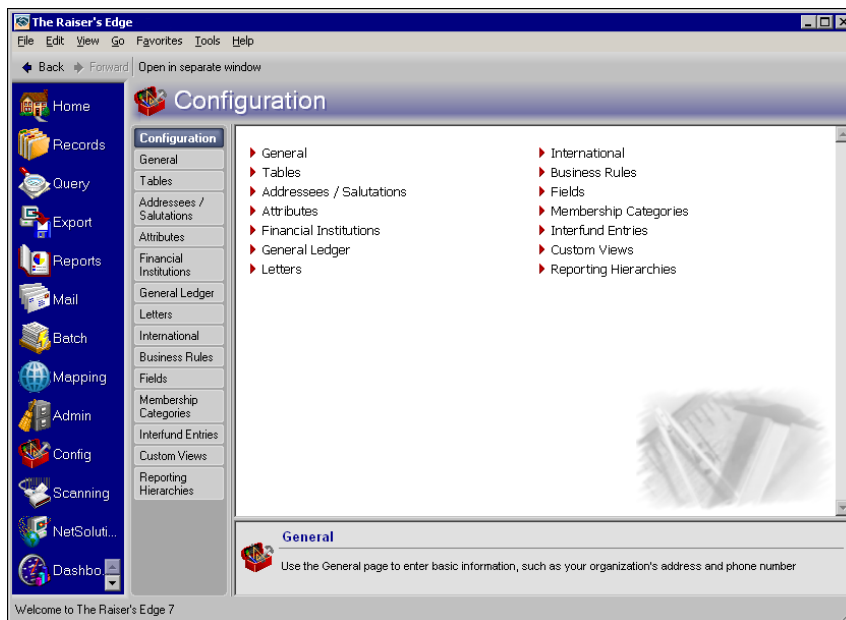 The Raiser's Edge
File Edit View Go Favorites Tools Help
Back Forward Open in separate window
Configuration
Home
Records
Query
Export
Reports
Mail
Batch
Mapping
Admin
Config
Scanning
NetSoluti...
Dashbo.
Configuration
General
Tables
Addressees /
Salutations
Attributes
Financial
Institutions
General Ledger
Letters
International
Business Rules
Fields
Membership
Categories
Interfund Entries
Custom Views
Reporting
Hierarchies
General
Tables
Addressees / Salutations
Attributes
Financial Institutions
General Ledger
Letters
International
Business Rules
Fields
Membership Categories
Interfund Entries
Custom Views
Reporting Hierarchies
General
Use the General page to enter basic information, such as your organization's address and phone number
Welcome to The Raiser's Edge 7